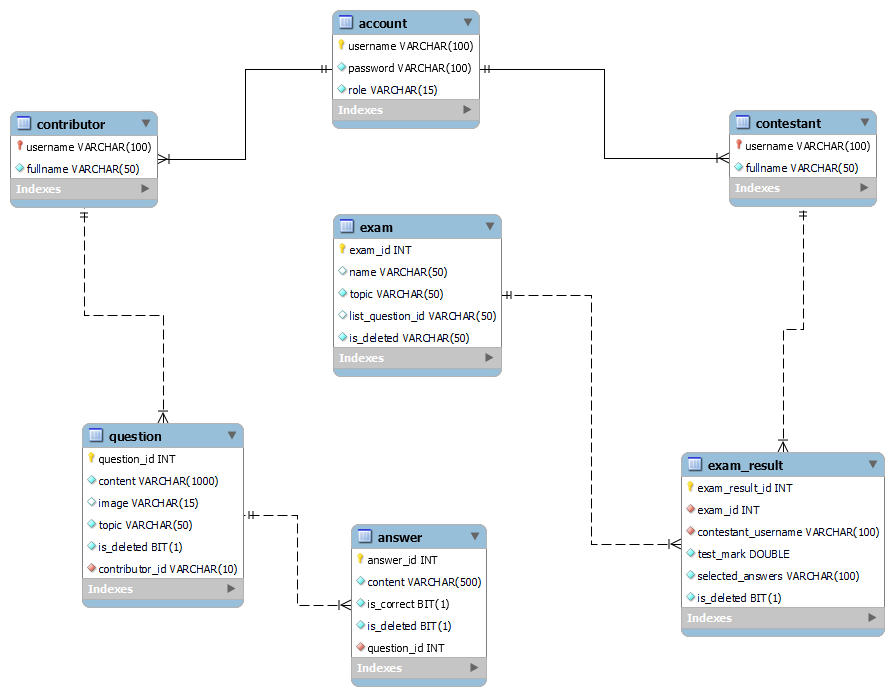 account
username VARCHAR(100)
password VARCHAR(100)
role VARCHAR(15)
Indexes
contributor
username VARCHAR(100)
fullname VARCHAR(50)
Indexes
contestant
username VARCHAR(100)
fullname VARCHAR(50)
Indexes
exam
exam_id INT
name VARCHAR(50)
topic VARCHAR(50)
list_question_id VARCHAR(50)
is_deleted VARCHAR(50)
Indexes
question
question_id INT
content VARCHAR(1000)
image VARCHAR(15)
topic VARCHAR(50)
is_deleted BIT(1)
contributor_id VARCHAR(10)
Indexes
answer
answer_id INT
content VARCHAR(500)
is_correct BIT(1)
is_deleted BIT(1)
question_id INT
Indexes
exam_result
exam_result_id INT
exam_id INT
contestant_username VARCHAR(100)
test_mark DOUBLE
selected_answers VARCHAR(100)
is_deleted BIT(1)
Indexes